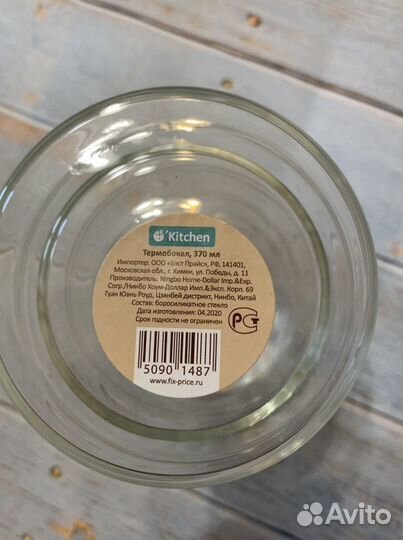 Kitchen
Термобокал, 370 мл
Импортер: ООО «Бэст Прайс», РФ, 141401,
Московская обл., г. Химки, ул. Победы, д. 11
Производитель: Ningbo Home-Dollar Imp.&Exp.
Corp./Нинбо Хоум-Доллар Имп.&Эксп. Корп. 69
Гуан Юань Роуд, Цзянбей дистрикт, Нинбо, Китай
Состав: боросиликатное стекло
Дата изготовления: 04.2020
Срок годности не ограничен
РС
5090 1487
www.fix-price.ru
Avito